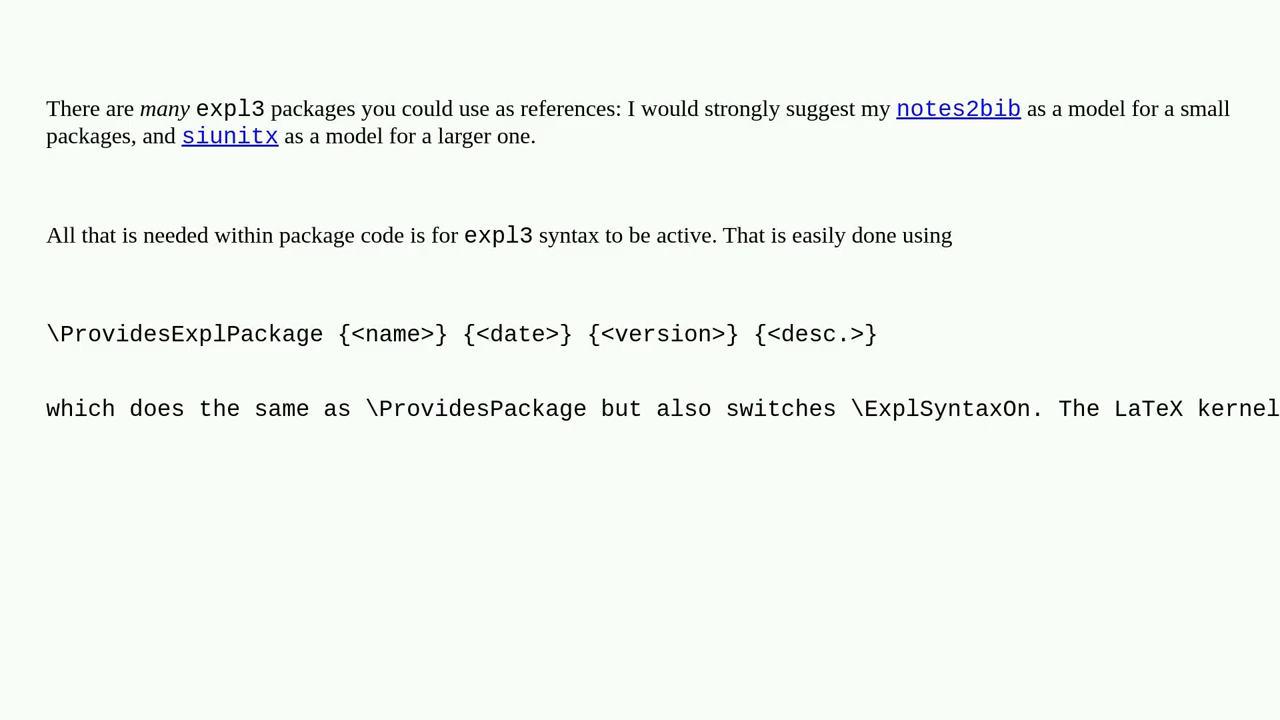 There are many expl3 packages you could use as references: I would strongly suggest my notes2bib as a model for a small
packages, and siunitx as a model for a larger one.
All that is needed within package code is for expl3 syntax to be active. That is easily done using
\ProvidesExplPackage {<name>} {<date>} {<version>} {<desc.>}
which does the same as \ProvidesPackage but also switches \ExplSyntaxOn. The LaTeX kernel